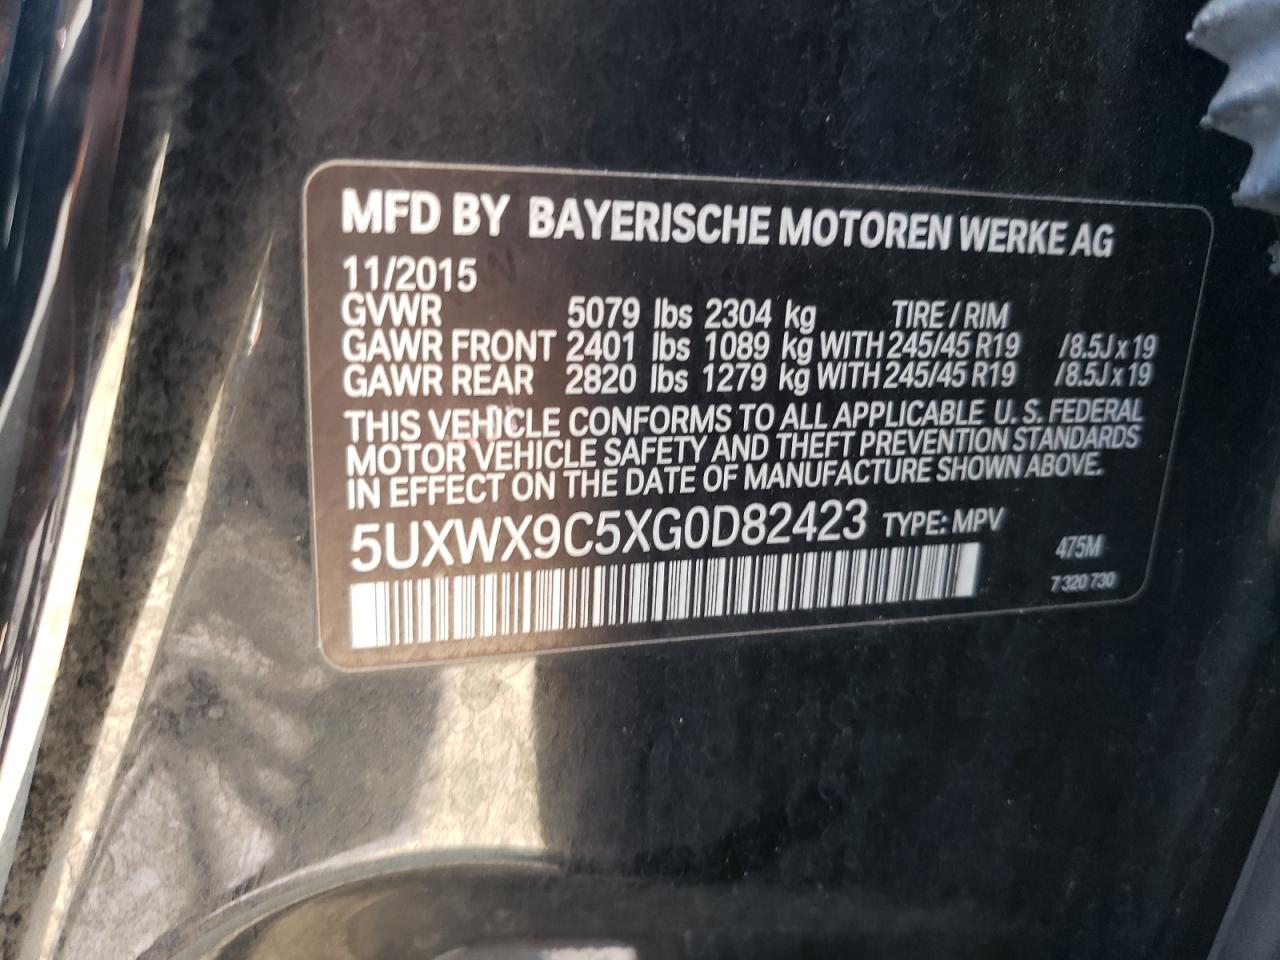 MFD BY BAYERISCHE MOTOREN WERKE AG
11/2015
GVWR 5079 lbs 2304 kg TIRE / RIM
GAWR FRONT 2401 lbs 1089 kg WITH 245/45 R19 /8.5J x 19
GAWR REAR 2820 lbs 1279 kg WITH 245/45 R19 /8.5J x 19
THIS VEHICLE CONFORMS TO ALL APPLICABLE U. S. FEDERAL
MOTOR VEHICLE SAFETY AND THEFT PREVENTION STANDARDS
IN EFFECT ON THE DATE OF MANUFACTURE SHOWN ABOVE.
5UXWX9C5XG0D82423 TYPE: MPV
475M
7 320 730